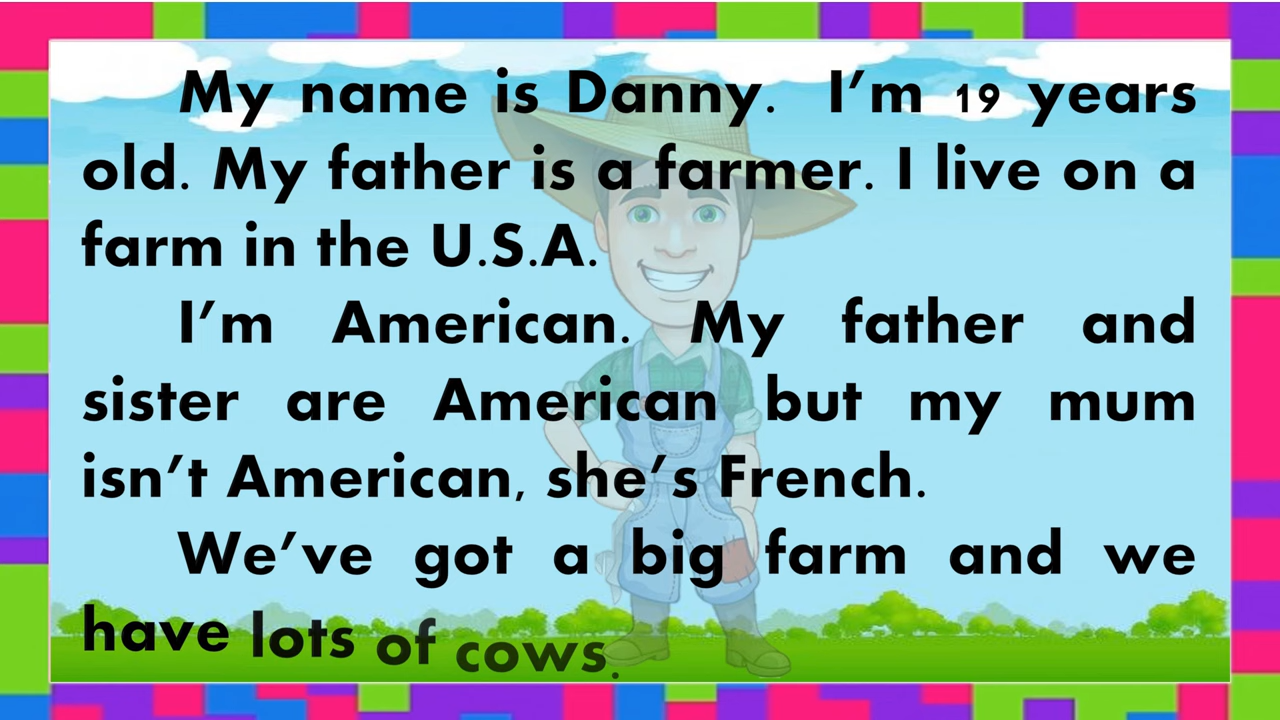 My name is Danny. I’m 19 years
old. My father is a farmer. I live on a
farm in the U.S.A.
I’m American. My father and
sister are American but my mum
isn’t American, she’s French.
We’ve got a big farm and we
have lots of cows.